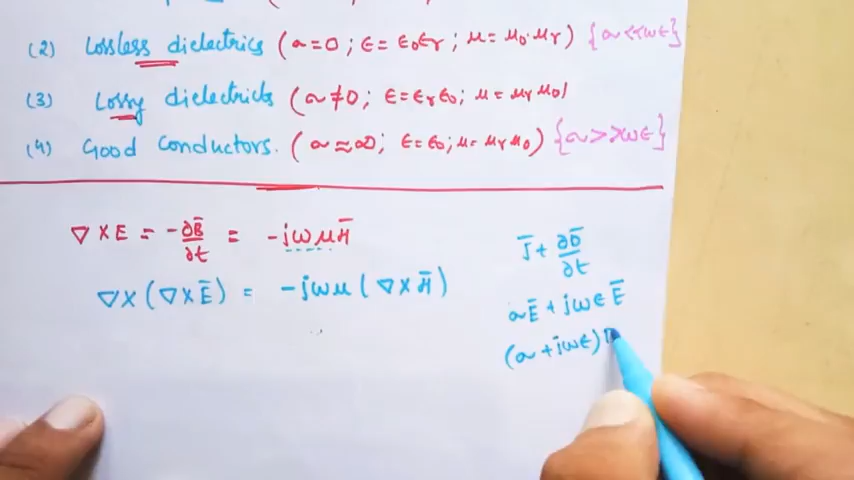 (2) Lossless dielectrics (σ=0 ; ε= ε₀εᵣ ; μ= μ₀.μᵣ) {σ<<ωε}
(3) Lossy dielectrics (σ≠0; ε=εᵣε₀; μ=μᵣμ₀)
(4) Good conductors. (σ≈∞; ε=ε₀; μ= μᵣμ₀) {σ>>ωε}
∇×E = -∂B̄/∂t = -jωμH̄
∇×(∇×Ē) = -jωμ(∇×H̄)
J̄+∂D̄/∂t
σĒ+jωεĒ
(σ+jωε)